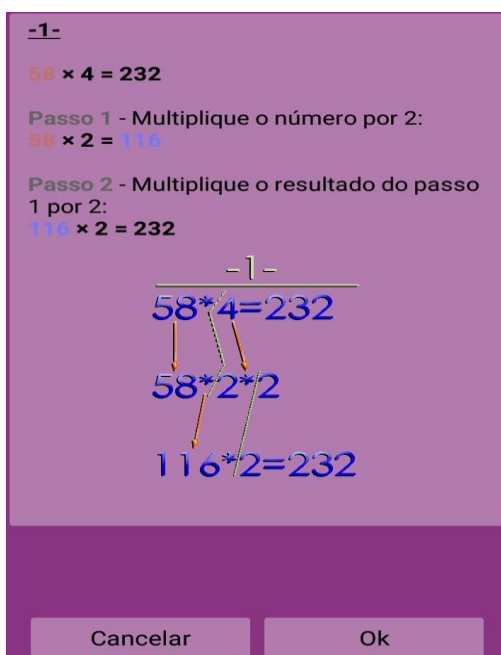 -1-
58 × 4 = 232
Passo 1 - Multiplique o número por 2:
58 × 2 = 116
Passo 2 - Multiplique o resultado do passo
1 por 2:
116 × 2 = 232
-1-
58*4=232
58*2*2
116*2=232
Cancelar Ok